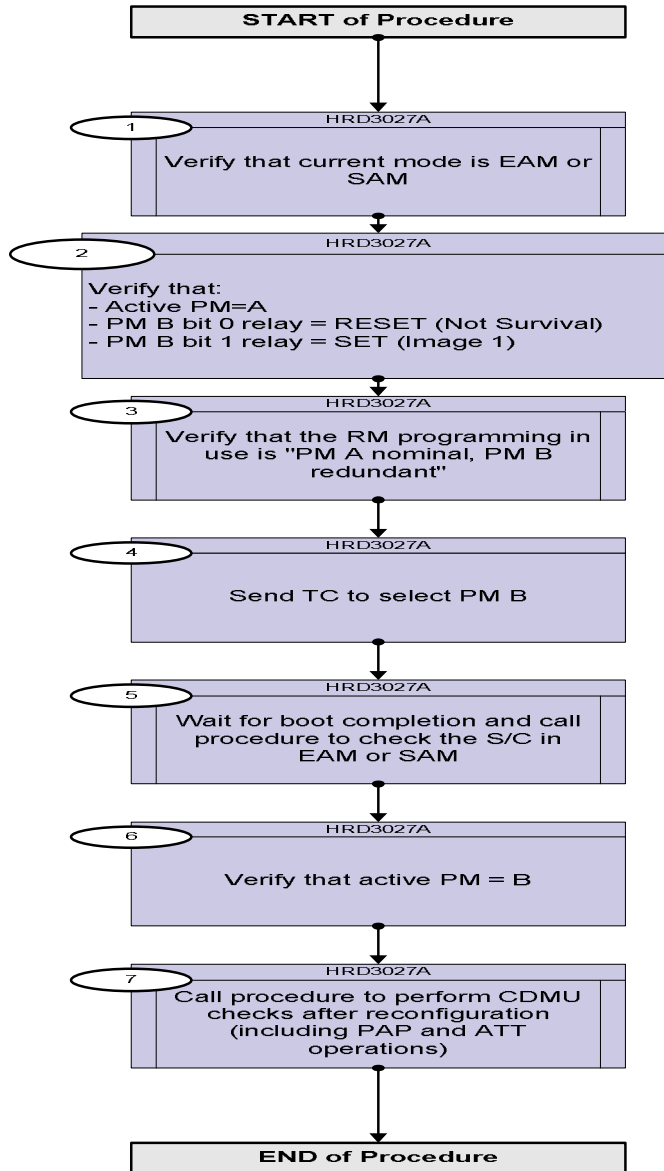 START of Procedure
HRD3027A
1
Verify that current mode is EAM or
SAM
HRD3027A
2
Verify that:
- Active PM=A
- PM B bit 0 relay = RESET (Not Survival)
- PM B bit 1 relay = SET (Image 1)
HRD3027A
3
Verify that the RM programming in
use is "PM A nominal, PM B
redundant"
HRD3027A
4
Send TC to select PM B
HRD3027A
5
Wait for boot completion and call
procedure to check the S/C in
EAM or SAM
HRD3027A
6
Verify that active PM = B
HRD3027A
7
Call procedure to perform CDMU
checks after reconfiguration
(including PAP and ATT
operations)
END of Procedure